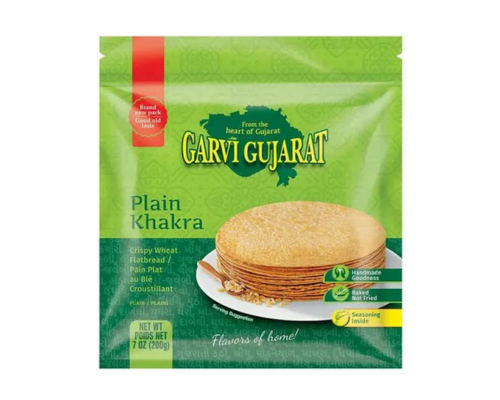 Brand
new pack
Good old
taste
From the
heart of Gujarat
GARVI GUJARAT
Plain
Khakra
Crispy Wheat
Flatbread /
Pain Plat
au Blé
Croustillant
PLAIN / PLAINE
Handmade
Goodness
Baked
Not Fried
Seasoning
Inside
Serving Suggestion
NET WT
POIDS NET
7 OZ (200g)
Flavors of home!